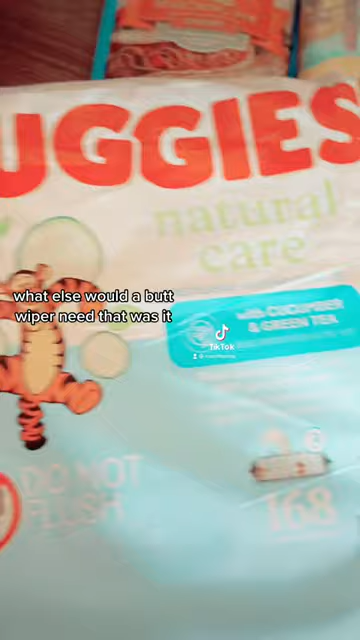 UGGIES
natural
care
what else would a butt
wiper need that was it
with CUCUMBER
& GREEN TEA
TikTok
DO NOT
FLUSH
168